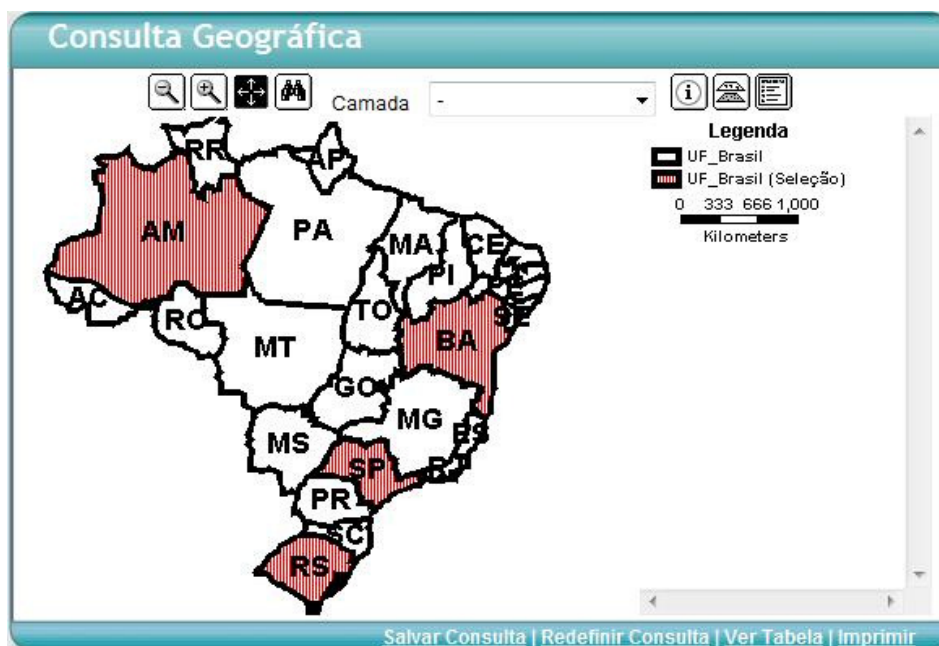 Consulta Geográfica
Camada
-
Legenda
UF_Brasil
UF_Brasil (Seleção)
0 333 666 1,000
Kilometers
RR
AP
AM
PA
MA
CE
PI
AC
TO
SE
RO
BA
MT
GO
MG
ES
MS
SP
RJ
PR
SC
RS
Salvar Consulta | Redefinir Consulta | Ver Tabela | Imprimir